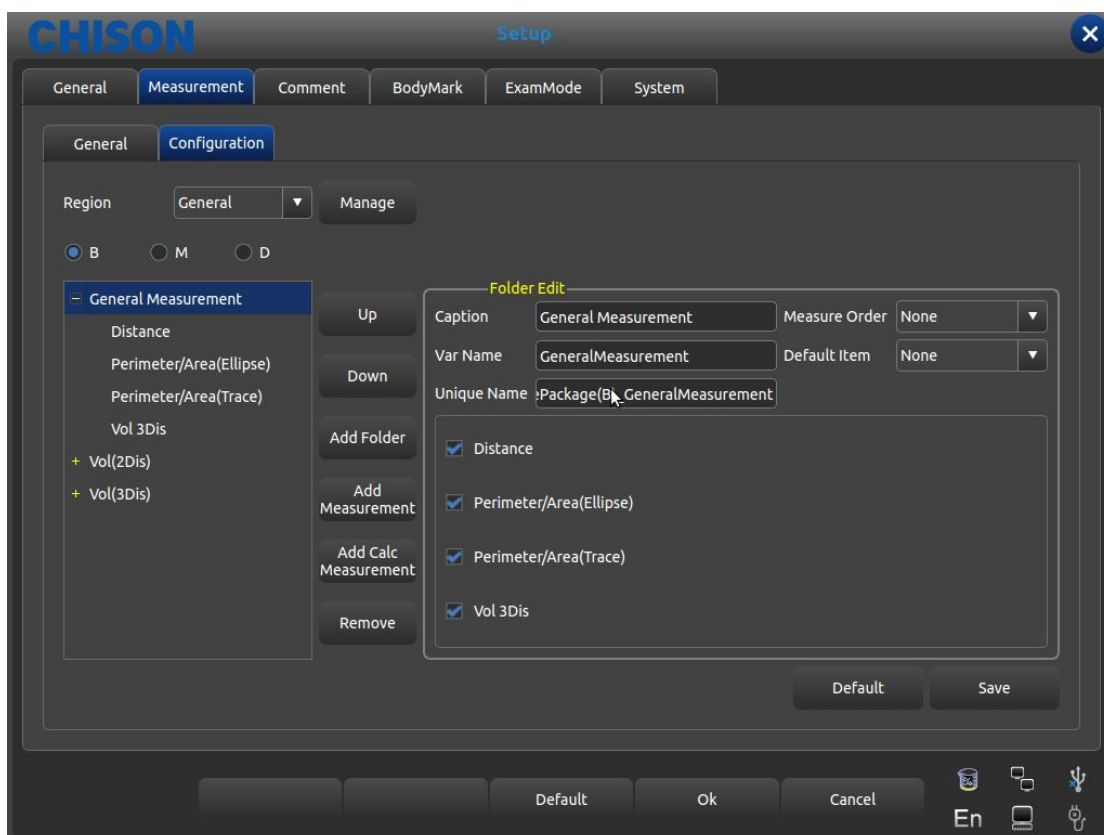 CHISON
Setup
General Measurement Comment BodyMark ExamMode System
General Configuration
Region General Manage
B M D
General Measurement
Distance
Perimeter/Area(Ellipse)
Perimeter/Area(Trace)
Vol 3Dis
+ Vol(2Dis)
+ Vol(3Dis)
Up
Down
Add Folder
Add
Measurement
Add Calc
Measurement
Remove
Folder Edit
Caption General Measurement Measure Order None
Var Name GeneralMeasurement Default Item None
Unique Name Package(B)_GeneralMeasurement
Distance
Perimeter/Area(Ellipse)
Perimeter/Area(Trace)
Vol 3Dis
Default Save
Default Ok Cancel
En